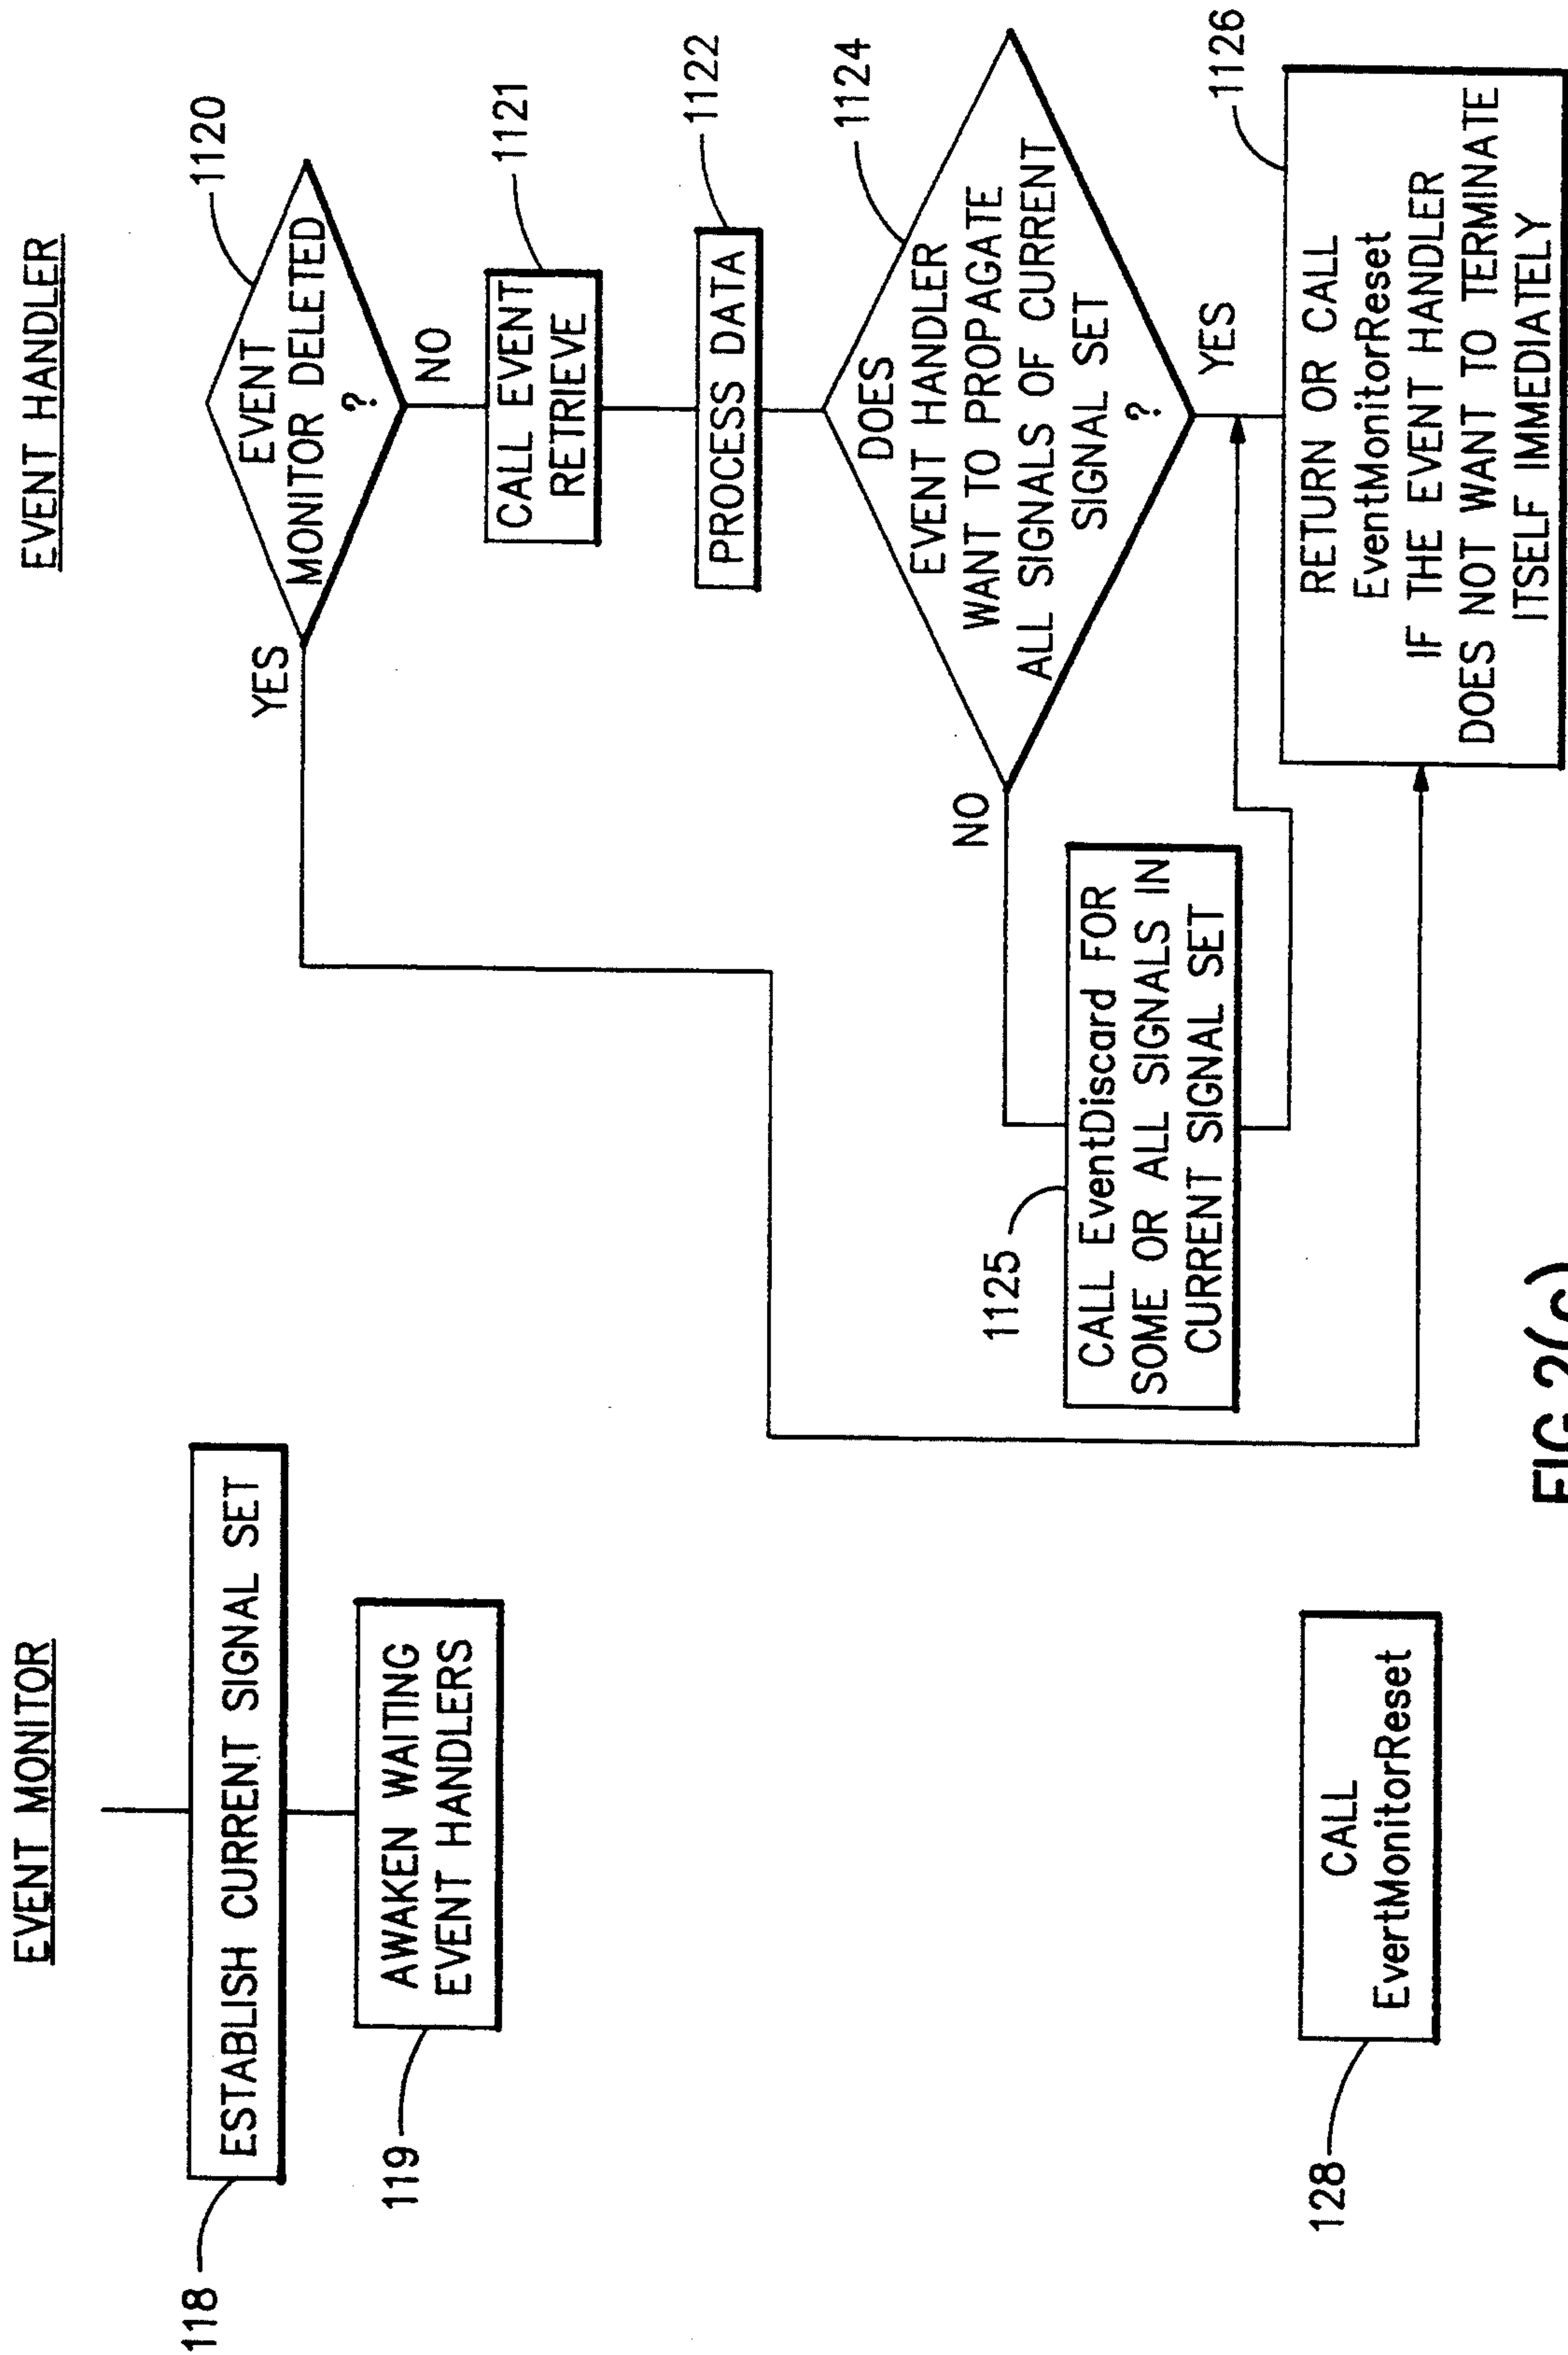 EVENT MONITOR
118
ESTABLISH CURRENT SIGNAL SET
119
AWAKEN WAITING
EVENT HANDLERS
128
CALL
EvertMonitorReset
EVENT HANDLER
1120
EVENT
MONITOR DELETED
?
YES
NO
1121
CALL EVENT
RETRIEVE
1122
PROCESS DATA
1124
DOES
EVENT HANDLER
WANT TO PROPAGATE
ALL SIGNALS OF CURRENT
SIGNAL SET
?
NO
YES
1125
CALL EventDiscard FOR
SOME OR ALL SIGNALS IN
CURRENT SIGNAL SET
1126
RETURN OR CALL
EventMonitorReset
IF THE EVENT HANDLER
DOES NOT WANT TO TERMINATE
ITSELF IMMEDIATELY
FIG.2(c)